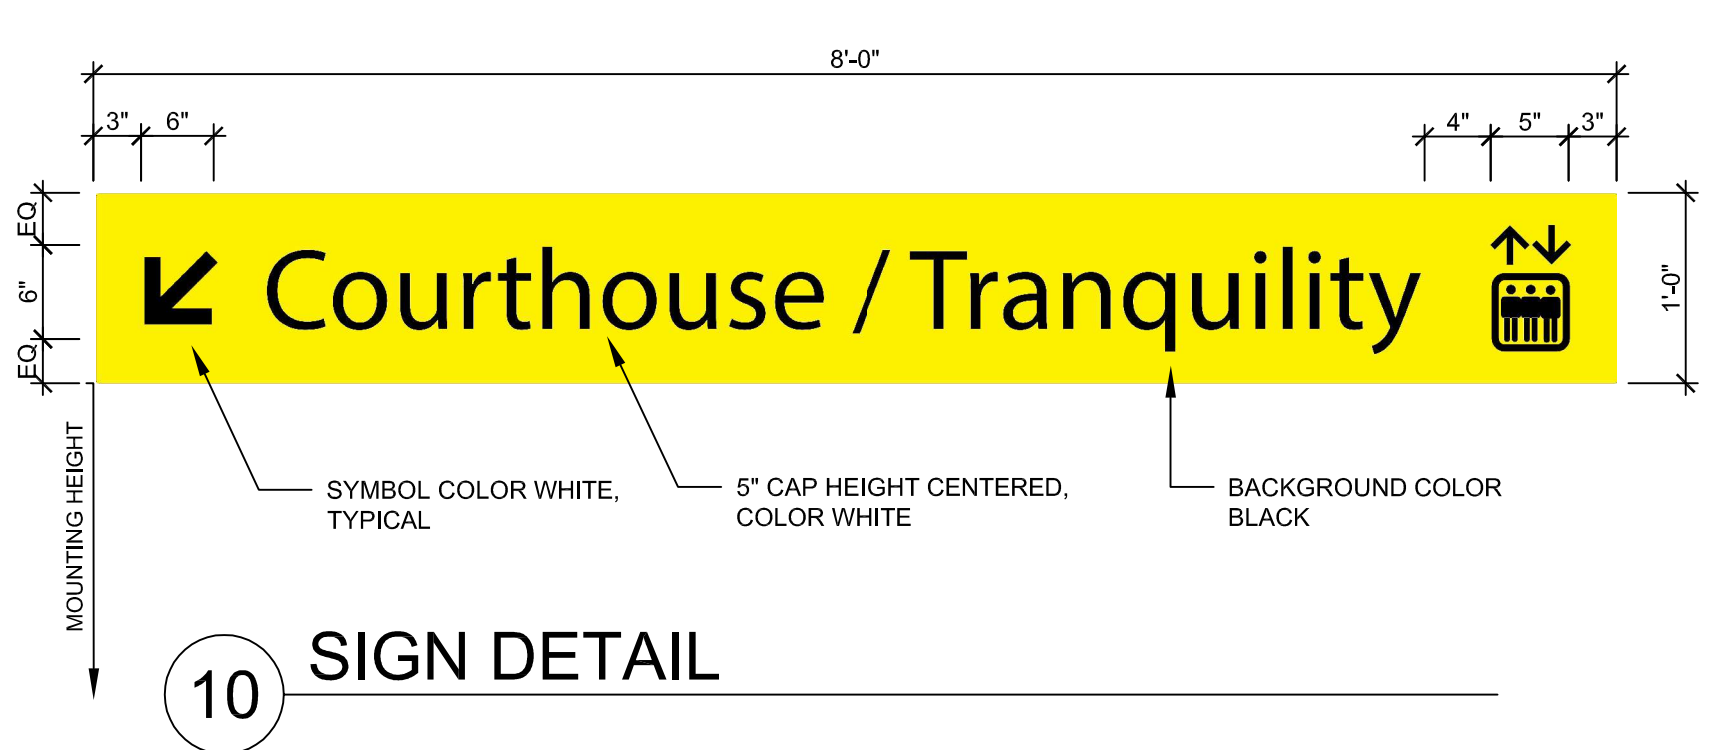 8'-0"
3" 6" 4" 5" 3"
EQ
6"
EQ
Courthouse / Tranquility
1'-0"
MOUNTING HEIGHT
SYMBOL COLOR WHITE,
TYPICAL
5" CAP HEIGHT CENTERED,
COLOR WHITE
BACKGROUND COLOR
BLACK
10 SIGN DETAIL